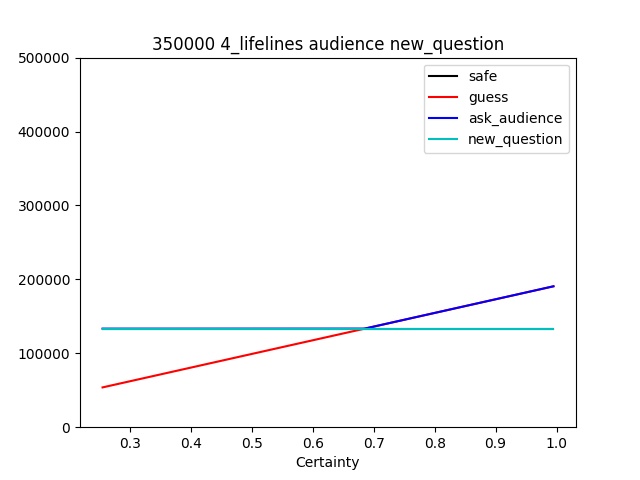 350000 4_lifelines audience new_question
500000
400000
300000
200000
100000
0
safe
guess
ask_audience
new_question
0.3 0.4 0.5 0.6 0.7 0.8 0.9 1.0
Certainty